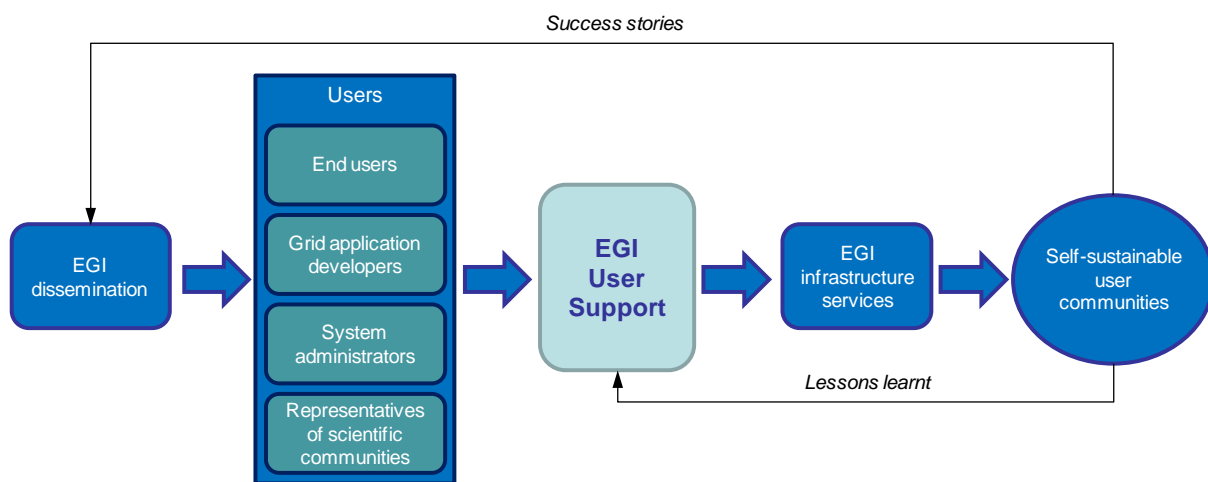 Success stories
Users
End users
Grid application
developers
System
administrators
Representatives
of scientific
communities
EGI
dissemination
EGI
User
Support
EGI
infrastructure
services
Self-sustainable
user
communities
Lessons learnt